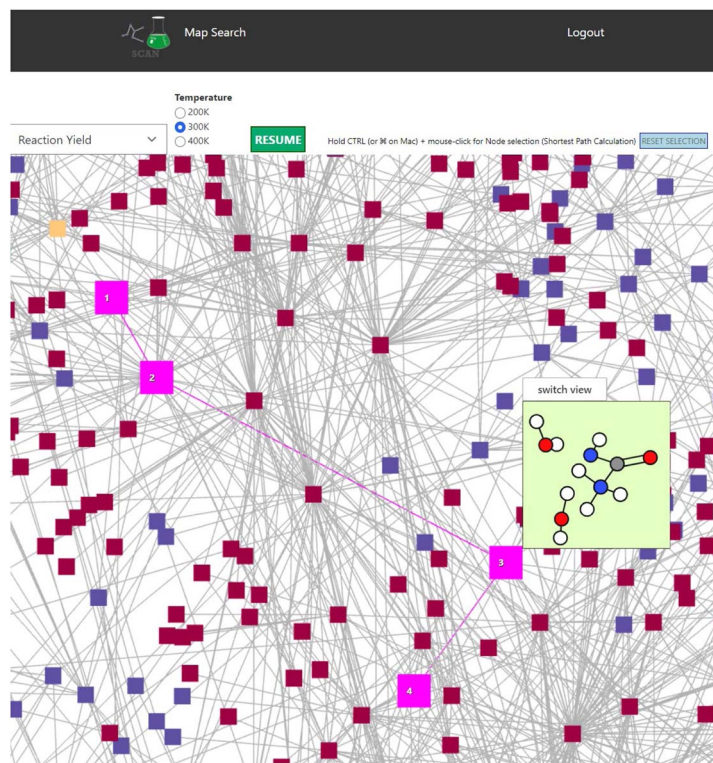 SCAN
Map Search
Logout
Temperature
200K
300K
400K
Reaction Yield
RESUME
Hold CTRL (or ⌘ on Mac) + mouse-click for Node selection (Shortest Path Calculation)
RESET SELECTION
1
2
switch view
3
4